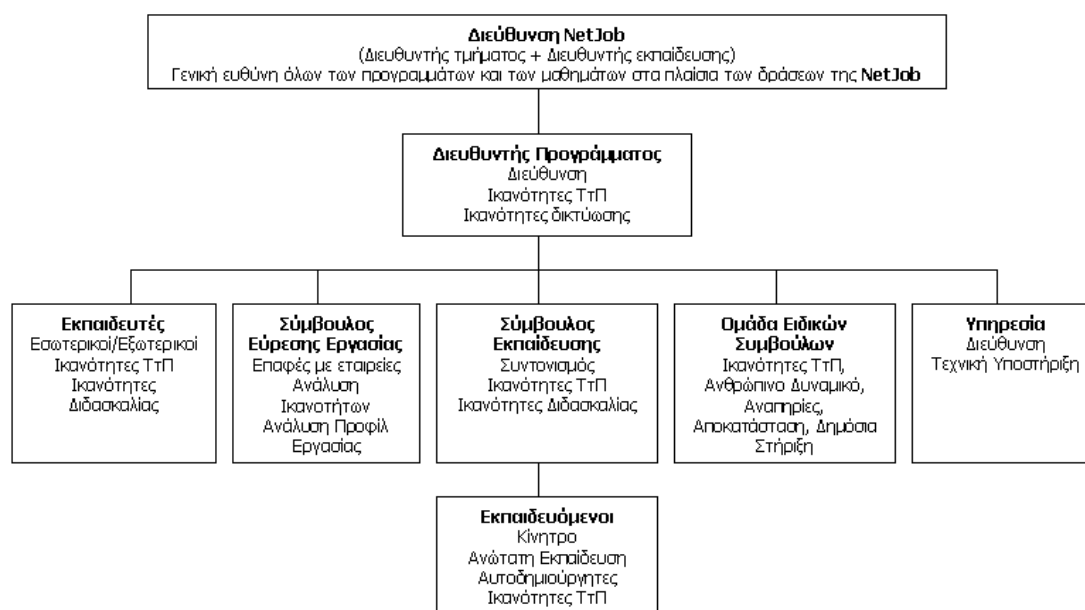 Διεύθυνση NetJob
(Διευθυντής τμήματος + Διευθυντής εκπαίδευσης)
Γενική ευθύνη όλων των προγραμμάτων και των μαθημάτων στα πλαίσια των δράσεων της NetJob
Διευθυντής Προγράμματος
Διεύθυνση
Ικανότητες ΤτΠ
Ικανότητες δικτύωσης
Εκπαιδευτές
Εσωτερικοί/Εξωτερικοί
Ικανότητες ΤτΠ
Ικανότητες
Διδασκαλίας
Σύμβουλος
Εύρεσης Εργασίας
Επαφές με εταιρείες
Ανάλυση
Ικανοτήτων
Ανάλυση Προφίλ
Εργασίας
Σύμβουλος
Εκπαίδευσης
Συντονισμός
Ικανότητες ΤτΠ
Ικανότητες Διδασκαλίας
Ομάδα Ειδικών
Συμβούλων
Ικανότητες ΤτΠ,
Ανθρώπινο Δυναμικό,
Αναπηρίες,
Αποκατάσταση, Δημόσια
Στήριξη
Υπηρεσία
Διεύθυνση
Τεχνική Υποστήριξη
Εκπαιδευόμενοι
Κίνητρο
Ανώτατη Εκπαίδευση
Αυτοδημιούργητες
Ικανότητες ΤτΠ